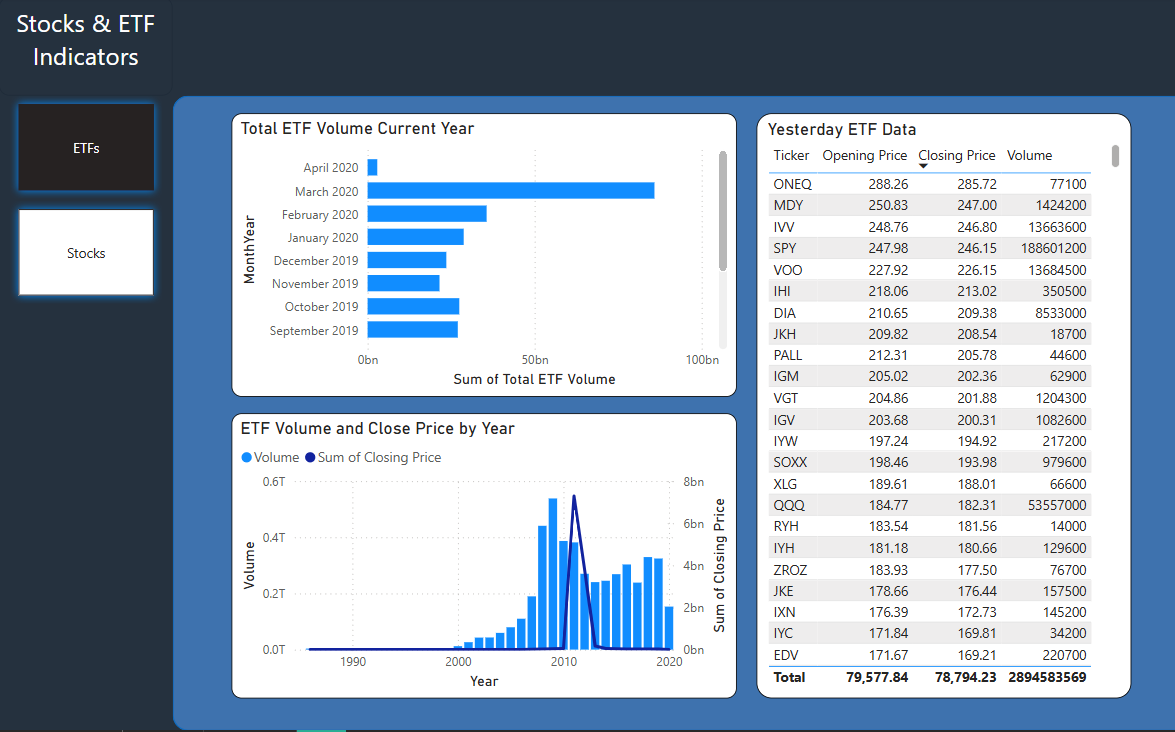 Stocks & ETF
Indicators
ETFs
Stocks
Total ETF Volume Current Year
MonthYear
April 2020
March 2020
February 2020
January 2020
December 2019
November 2019
October 2019
September 2019
0bn 50bn 100bn
Sum of Total ETF Volume
ETF Volume and Close Price by Year
Volume Sum of Closing Price
Volume
0.6T
0.4T
0.2T
0.0T
8bn
6bn
4bn
2bn
0bn
Sum of Closing Price
1990 2000 2010 2020
Year
Yesterday ETF Data
Ticker Opening Price Closing Price Volume
ONEQ 288.26 285.72 77100
MDY 250.83 247.00 1424200
IVV 248.76 246.80 13663600
SPY 247.98 246.15 188601200
VOO 227.92 226.15 13684500
IHI 218.06 213.02 350500
DIA 210.65 209.38 8533000
JKH 209.82 208.54 18700
PALL 212.31 205.78 44600
IGM 205.02 202.36 62900
VGT 204.86 201.88 1204300
IGV 203.68 200.31 1082600
IYW 197.24 194.92 217200
SOXX 198.46 193.98 979600
XLG 189.61 188.01 66600
QQQ 184.77 182.31 53557000
RYH 183.54 181.56 14000
IYH 181.18 180.66 129600
ZROZ 183.93 177.50 76700
JKE 178.66 176.44 157500
IXN 176.39 172.73 145200
IYC 171.84 169.81 34200
EDV 171.67 169.21 220700
Total 79,577.84 78,794.23 2894583569